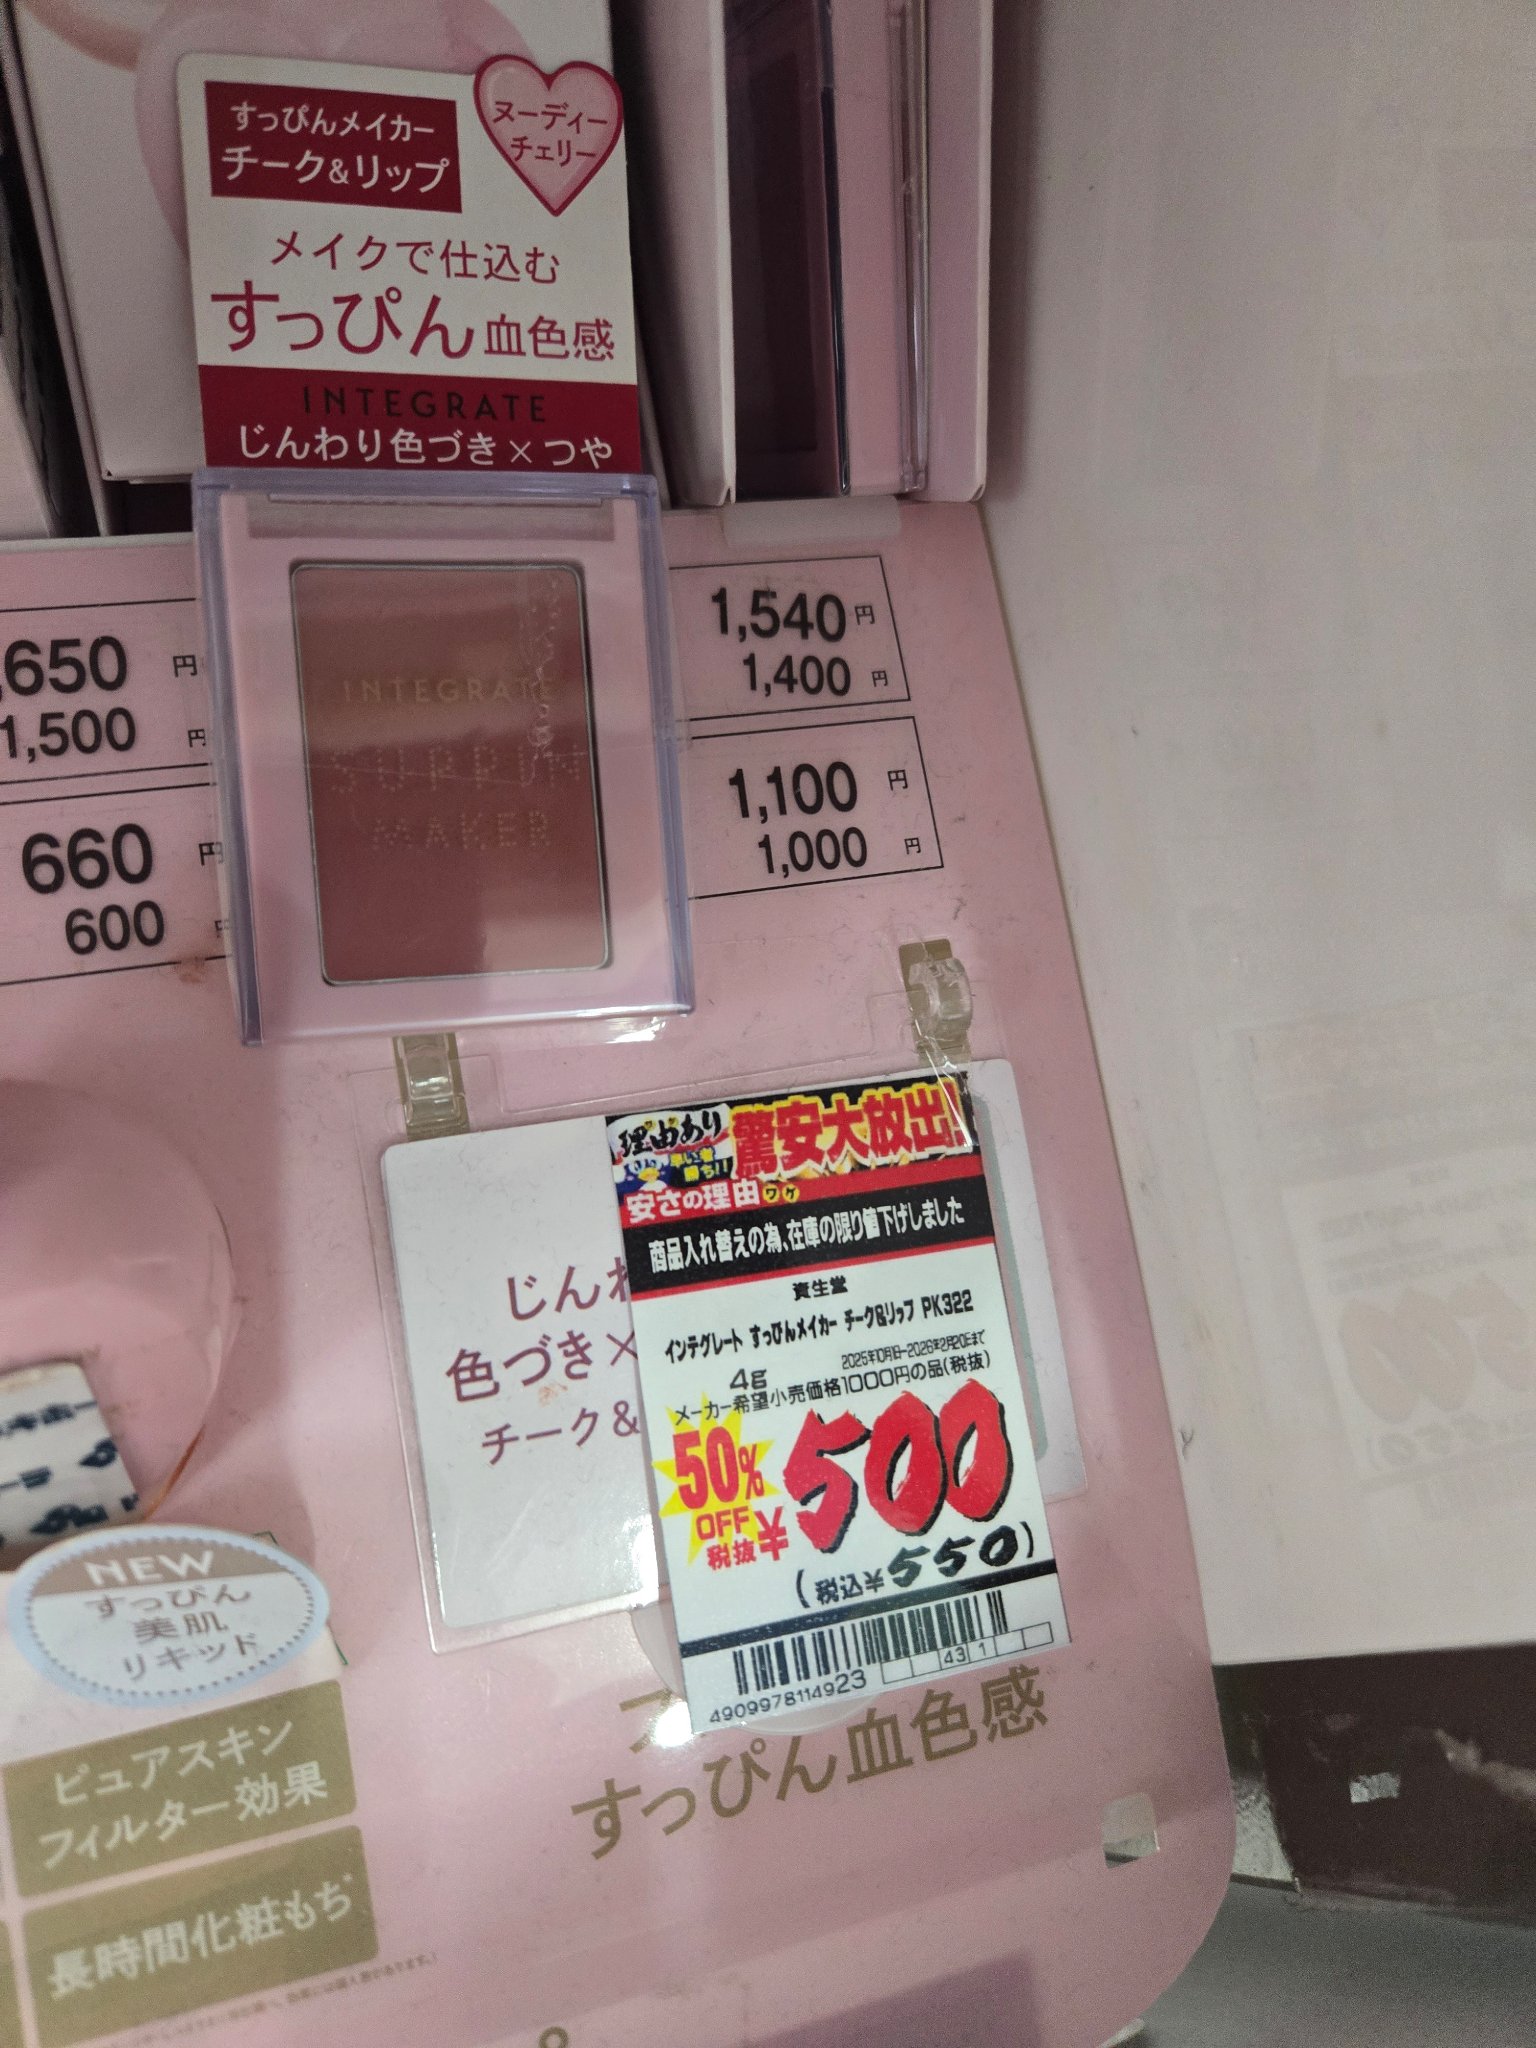 すっぴんメイカー
チーク&リップ
ヌーディー
チェリー
メイクで仕込む
すっぴん血色感
INTEGRATE
じんわり色づき×つや
INTEGRATE
SUPPIN
MAKER
,650 円
1,500 円
660 円
600
1,540 円
1,400 円
1,100 円
1,000 円
理由あり
早い者
勝ち!!
驚安大放出!
安さの理由 ワケ
商品入れ替えの為、在庫の限り値下げしました
資生堂
インテグレート すっぴんメイカー チーク&リップ PK322
2025年10月1日-2026年2月20日まで
4g
メーカー希望小売価格1000円の品(税抜)
50%
OFF
税抜¥500
(税込¥550)
4909978114923
43 1
じんわ
色づき×
チーク&
すっぴん血色感
NEW
すっぴん
美肌
リキッド
ピュアスキン
フィルター効果
長時間化粧もち